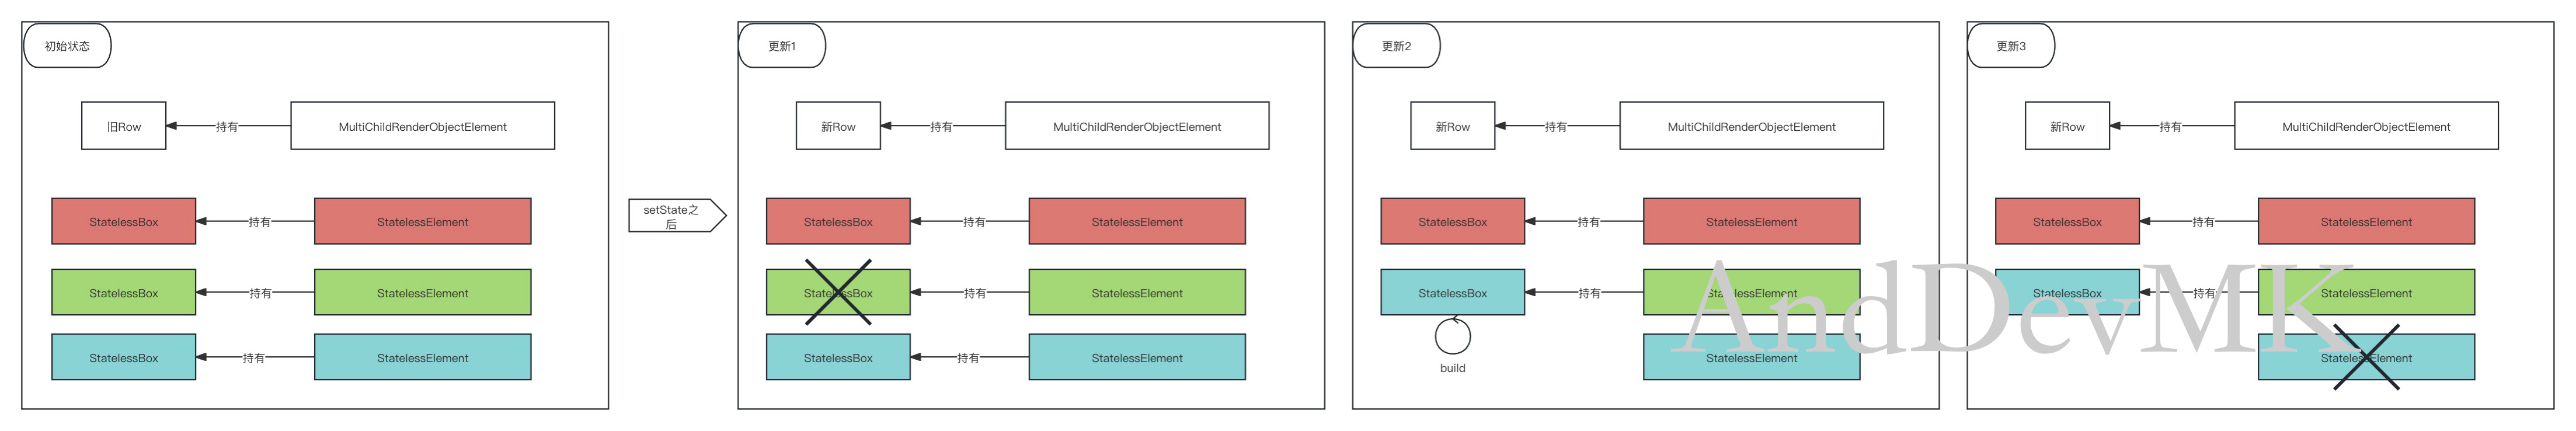 初始状态
旧Row
持有
MultiChildRenderObjectElement
StatelessBox
持有
StatelessElement
StatelessBox
持有
StatelessElement
StatelessBox
持有
StatelessElement
setState之
后
更新1
新Row
持有
MultiChildRenderObjectElement
StatelessBox
持有
StatelessElement
StatelessBox
持有
StatelessElement
StatelessBox
持有
StatelessElement
更新2
新Row
持有
MultiChildRenderObjectElement
StatelessBox
持有
StatelessElement
StatelessBox
持有
StatelessElement
StatelessElement
build
更新3
新Row
持有
MultiChildRenderObjectElement
StatelessBox
持有
StatelessElement
StatelessBox
持有
StatelessElement
StatelessElement
AndDevMK